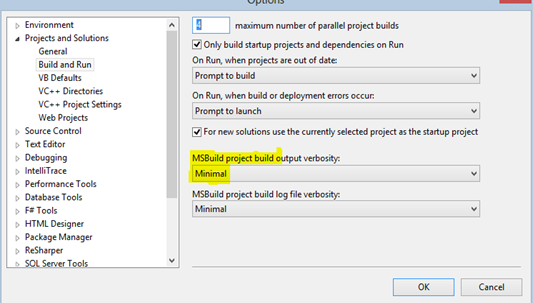 Options
Environment
Projects and Solutions
General
Build and Run
VB Defaults
VC++ Directories
VC++ Project Settings
Web Projects
Source Control
Text Editor
Debugging
IntelliTrace
Performance Tools
Database Tools
F# Tools
HTML Designer
Package Manager
ReSharper
SQL Server Tools
4 maximum number of parallel project builds
Only build startup projects and dependencies on Run
On Run, when projects are out of date:
Prompt to build
On Run, when build or deployment errors occur:
Prompt to launch
For new solutions use the currently selected project as the startup project
MSBuild project build output verbosity:
Minimal
MSBuild project build log file verbosity:
Minimal
OK Cancel